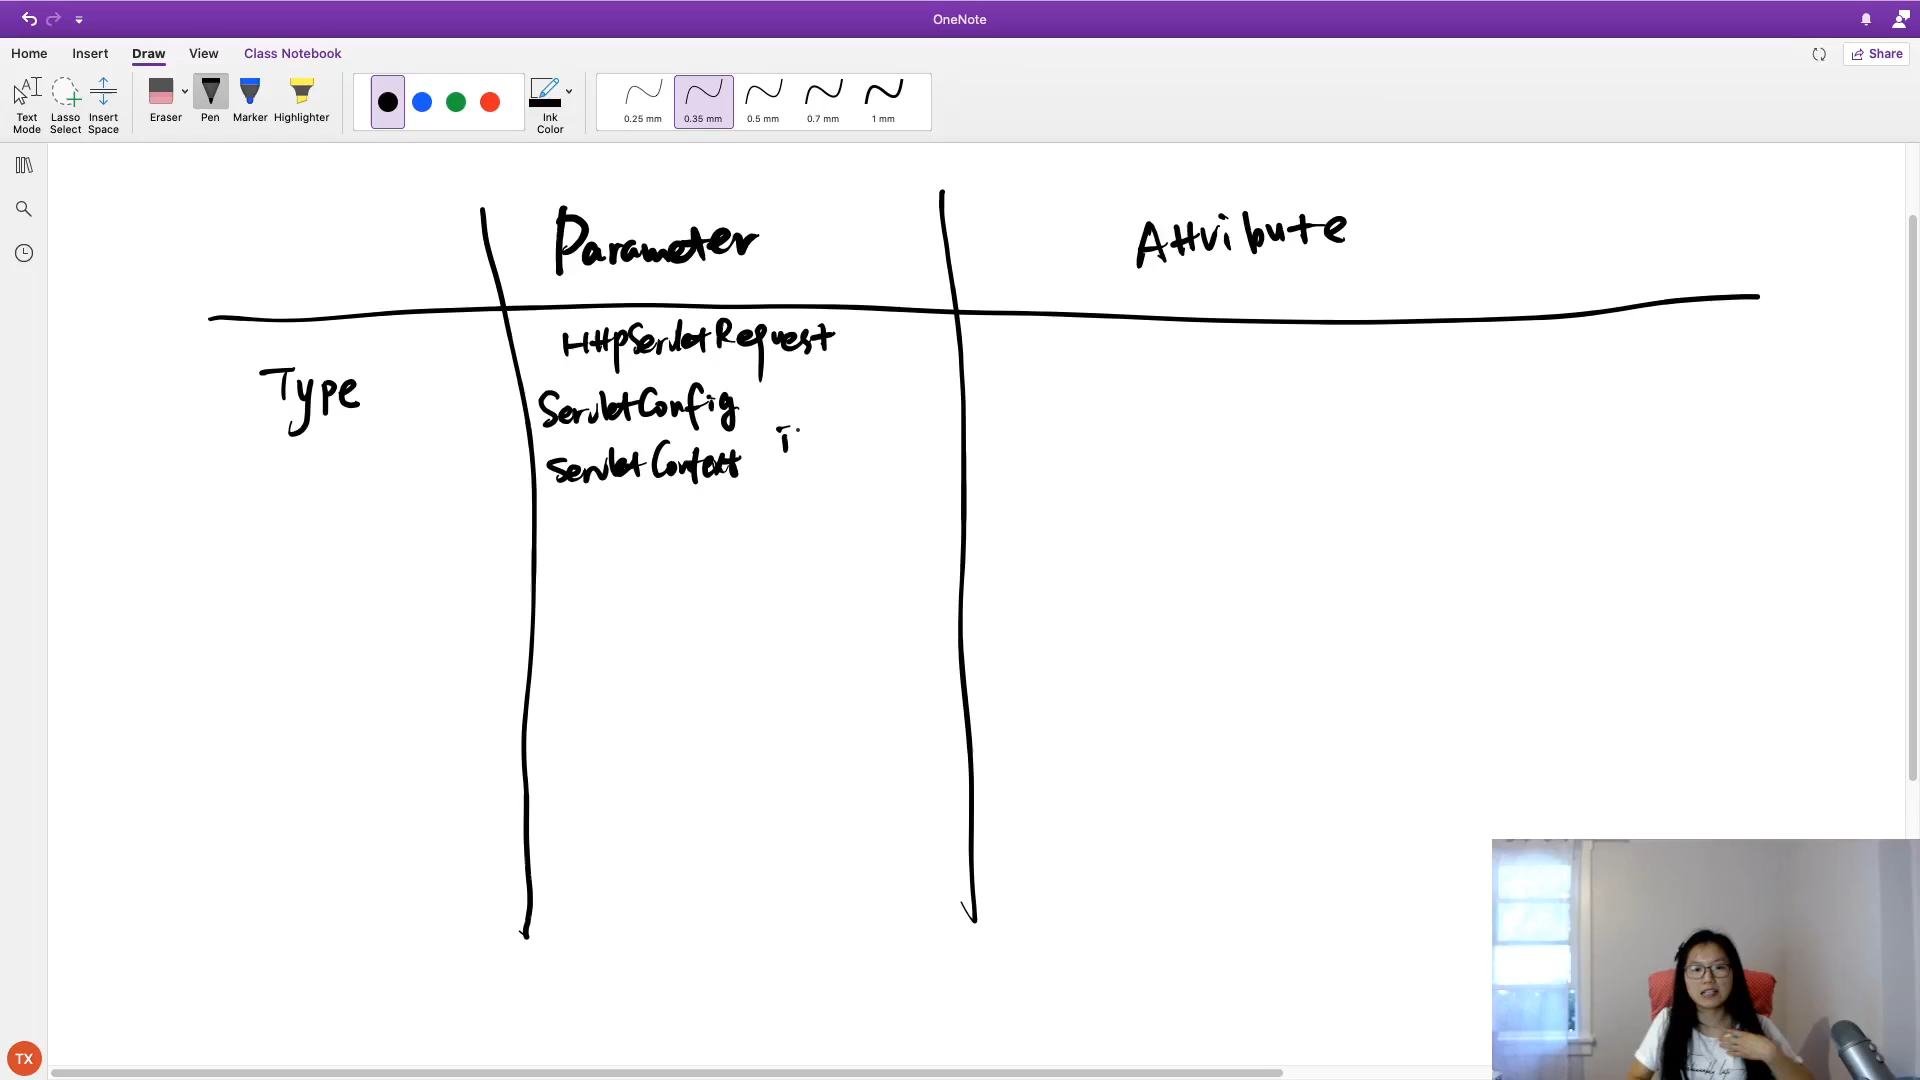 OneNote
Home Insert Draw View Class Notebook
Share
Text Mode
Lasso Select
Insert Space
Eraser
Pen
Marker
Highlighter
Ink Color
0.25 mm
0.35 mm
0.5 mm
0.7 mm
1 mm
Parameter Attribute
HttpServletRequest
Type ServletConfig
ServletContext
TX